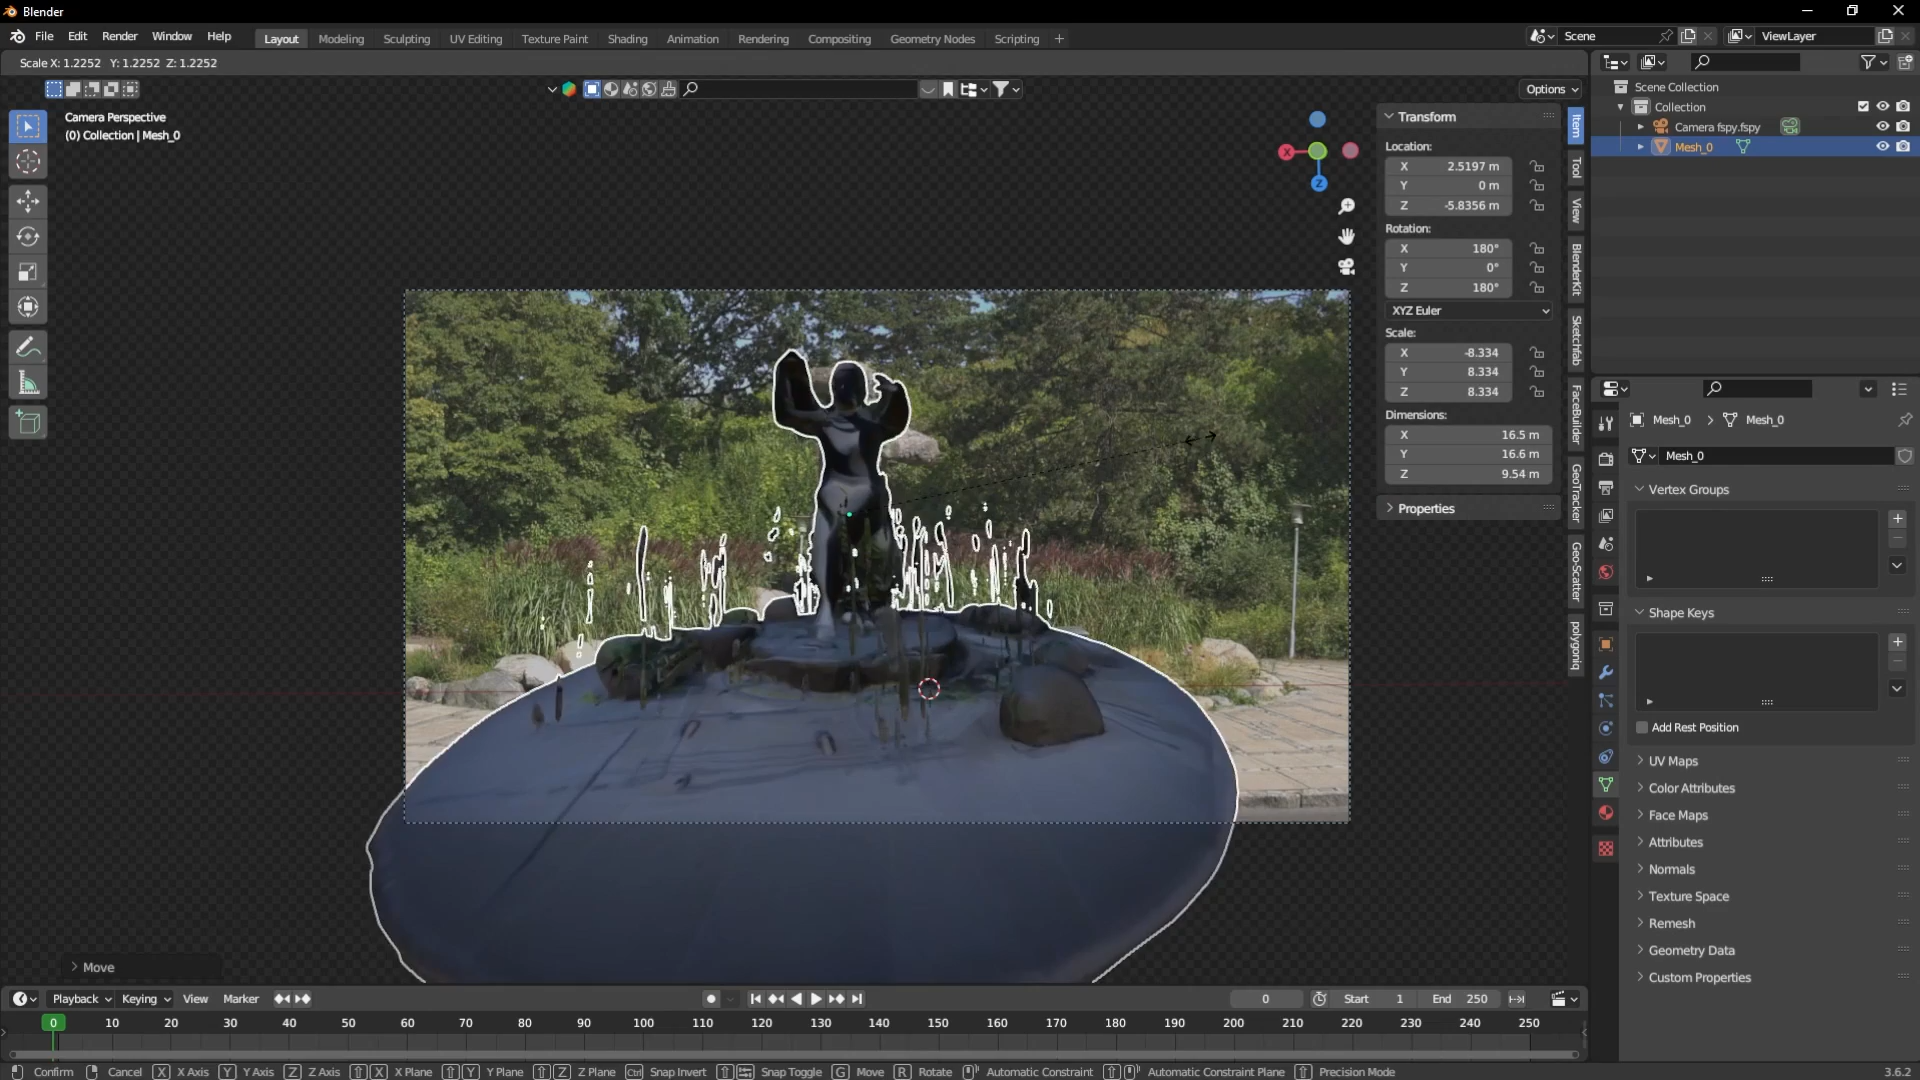 Blender
File Edit Render Window Help
Layout Modeling Sculpting UV Editing Texture Paint Shading Animation Rendering Compositing Geometry Nodes Scripting +
Scene
ViewLayer
Scale X: 1.2252 Y: 1.2252 Z: 1.2252
Options
Camera Perspective
(0) Collection | Mesh_0
X
Z
Transform
Location:
X 2.5197 m
Y 0 m
Z -5.8356 m
Rotation:
X 180°
Y 0°
Z 180°
XYZ Euler
Scale:
X -8.334
Y 8.334
Z 8.334
Dimensions:
X 16.5 m
Y 16.6 m
Z 9.54 m
Properties
Item
Tool
View
BlenderKit
Sketchfab
FaceBuilder
GeoTracker
Geo-Scatter
polygoniq
Scene Collection
Collection
Camera fspy.fspy
Mesh_0
Mesh_0 > Mesh_0
Mesh_0
Vertex Groups
Shape Keys
Add Rest Position
UV Maps
Color Attributes
Face Maps
Attributes
Normals
Texture Space
Remesh
Geometry Data
Custom Properties
Move
Playback Keying View Marker
0
Start 1
End 250
0 10 20 30 40 50 60 70 80 90 100 110 120 130 140 150 160 170 180 190 200 210 220 230 240 250
Confirm Cancel X X Axis Y Y Axis Z Z Axis X X Plane Y Y Plane Z Z Plane Ctrl Snap Invert Snap Toggle G Move R Rotate Automatic Constraint Automatic Constraint Plane Precision Mode
3.6.2